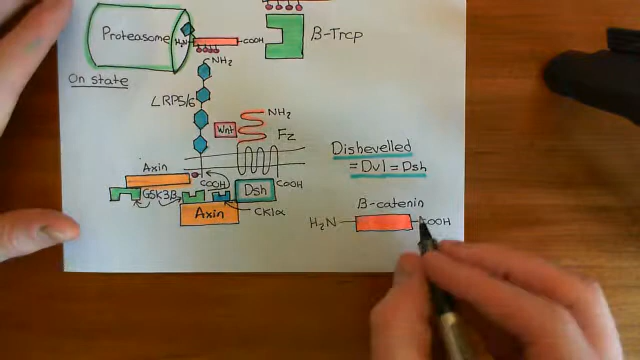 Proteasome
H₂N
COOH
β-Trcp
On state
NH₂
LRP5/6
NH₂
Wnt
Fz
Dishevelled
= Dvl = Dsh
Axin
COOH
COOH
GSK3β
Dsh
Axin
CK1α
β-catenin
H₂N
COOH